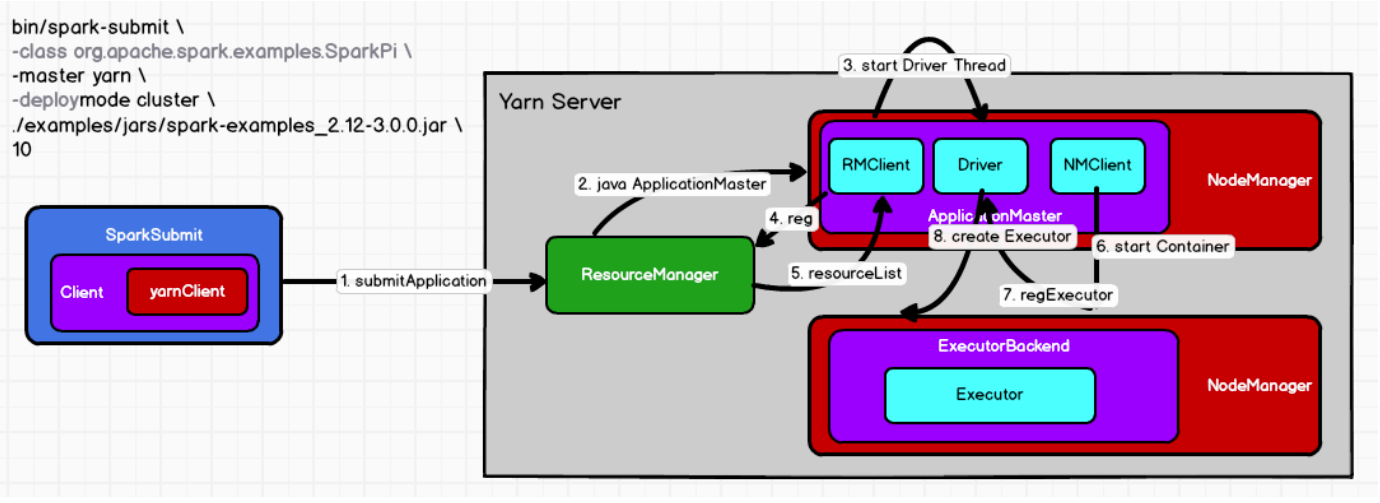 bin/spark-submit \
-class org.apache.spark.examples.SparkPi \
-master yarn \
-deploymode cluster \
./examples/jars/spark-examples_2.12-3.0.0.jar \
10
SparkSubmit
Client
yarnClient
1. submitApplication
Yarn Server
ResourceManager
2. java ApplicationMaster
3. start Driver Thread
RMClient
Driver
NMClient
ApplicationMaster
NodeManager
4. reg
5. resourceList
8. create Executor
6. start Container
7. regExecutor
ExecutorBackend
Executor
NodeManager